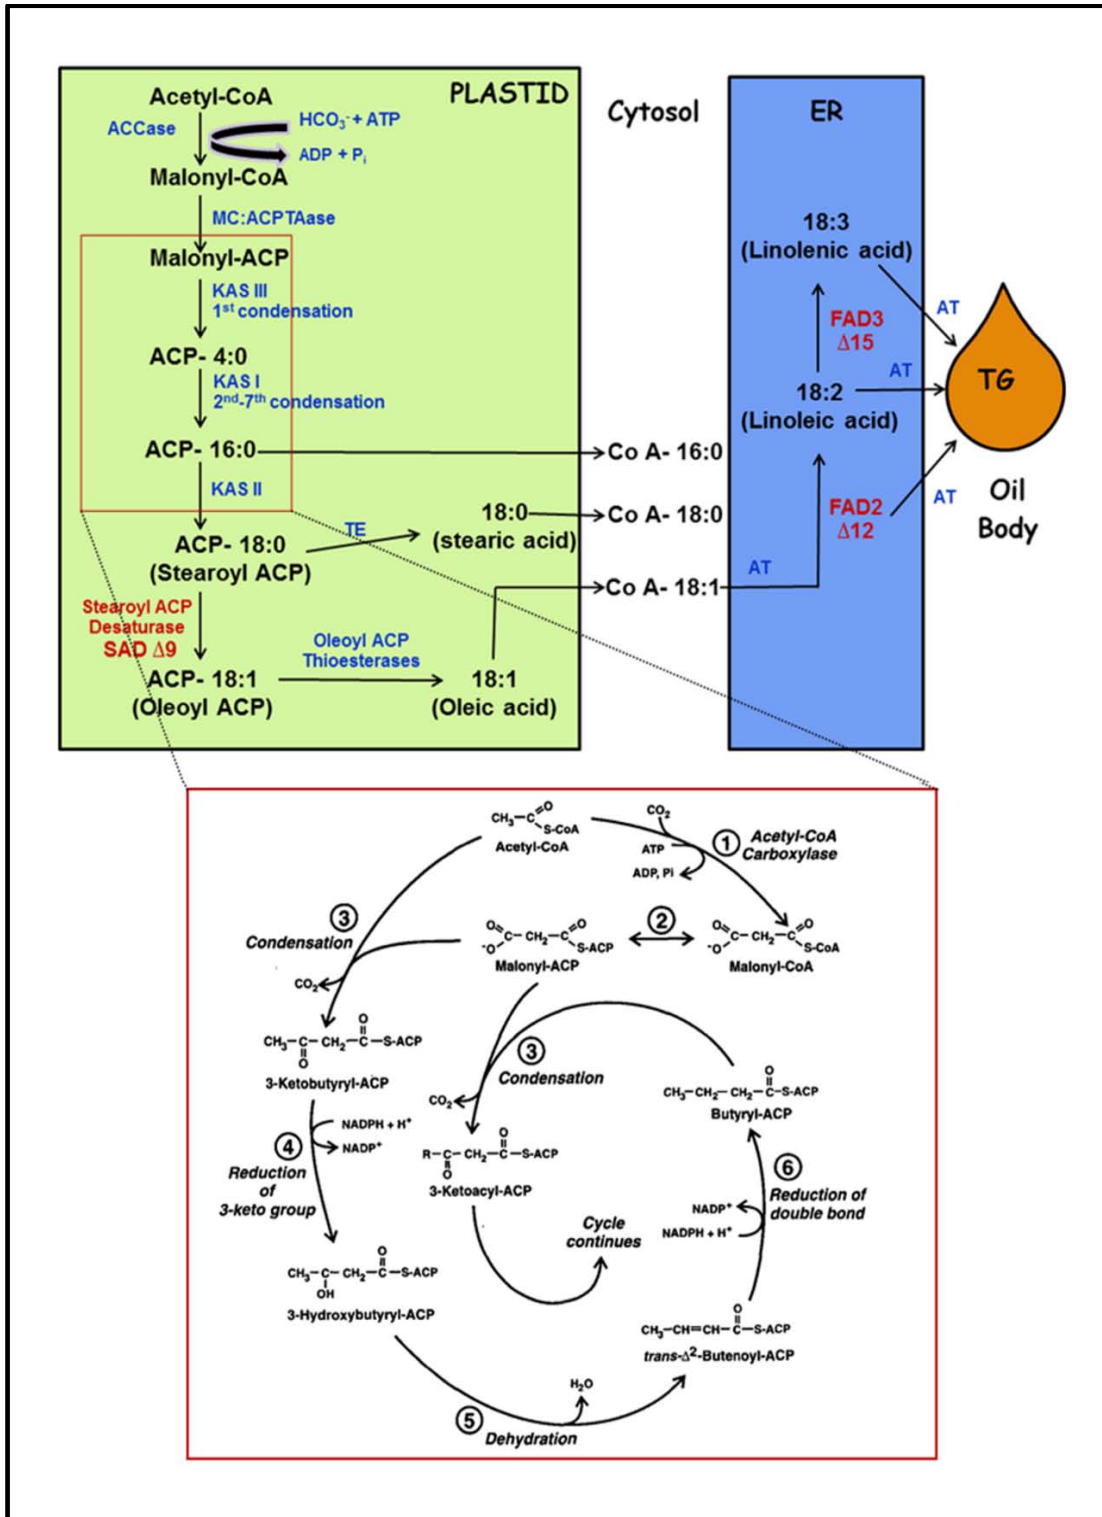 PLASTID
Acetyl-CoA
ACCase
HCO₃⁻ + ATP
ADP + Pᵢ
Malonyl-CoA
MC:ACPTAase
Malonyl-ACP
KAS III
1ˢᵗ condensation
ACP- 4:0
KAS I
2ⁿᵈ-7ᵗʰ condensation
ACP- 16:0
KAS II
ACP- 18:0
(Stearoyl ACP)
TE
18:0
(stearic acid)
Stearoyl ACP
Desaturase
SAD Δ9
ACP- 18:1
(Oleoyl ACP)
Oleoyl ACP
Thioesterases
18:1
(Oleic acid)
Cytosol
Co A- 16:0
Co A- 18:0
Co A- 18:1
ER
18:3
(Linolenic acid)
FAD3
Δ15
18:2
(Linoleic acid)
FAD2
Δ12
AT
AT
AT
AT
TG
Oil
Body
CH₃-C
O
S-CoA
Acetyl-CoA
CO₂
ATP
ADP, Pi
1
Acetyl-CoA
Carboxylase
3
Condensation
CO₂
O
⁻O
C-CH₂-C
O
S-ACP
Malonyl-ACP
2
O
⁻O
C-CH₂-C
O
S-CoA
Malonyl-CoA
O
CH₃-C-CH₂-C-S-ACP
O
3-Ketobutyryl-ACP
3
Condensation
CO₂
O
R-C-CH₂-C-S-ACP
O
3-Ketoacyl-ACP
O
CH₃-CH₂-CH₂-C-S-ACP
Butyryl-ACP
4
Reduction
of
3-keto group
NADPH + H⁺
NADP⁺
6
Reduction of
double bond
NADP⁺
NADPH + H⁺
Cycle
continues
O
CH₃-C-CH₂-C-S-ACP
OH
3-Hydroxybutyryl-ACP
O
CH₃-CH=CH-C-S-ACP
trans-Δ²-Butenoyl-ACP
H₂O
5
Dehydration